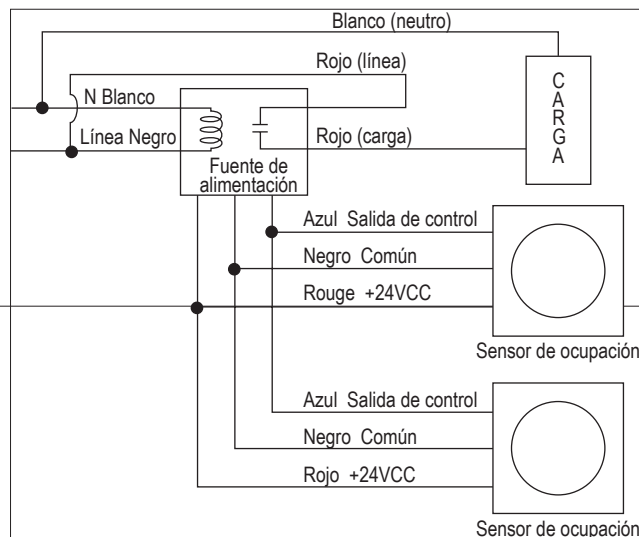 Blanco (neutro)
Rojo (línea)
N Blanco
Línea Negro
Rojo (carga)
CARGA
Fuente de
alimentación
Azul Salida de control
Negro Común
Rouge +24VCC
Sensor de ocupación
Azul Salida de control
Negro Común
Rojo +24VCC
Sensor de ocupación